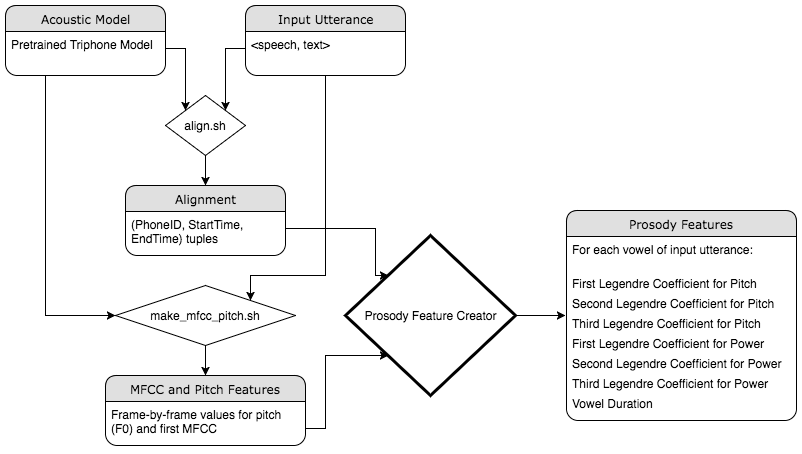 Acoustic Model
Pretrained Triphone Model
Input Utterance
<speech, text>
align.sh
Alignment
(PhoneID, StartTime,
EndTime) tuples
make_mfcc_pitch.sh
MFCC and Pitch Features
Frame-by-frame values for pitch
(F0) and first MFCC
Prosody Feature Creator
Prosody Features
For each vowel of input utterance:
First Legendre Coefficient for Pitch
Second Legendre Coefficient for Pitch
Third Legendre Coefficient for Pitch
First Legendre Coefficient for Power
Second Legendre Coefficient for Power
Third Legendre Coefficient for Power
Vowel Duration